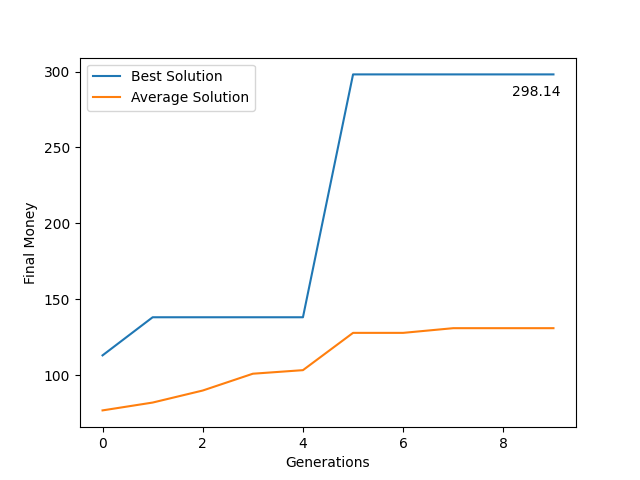 Best Solution
Average Solution
298.14
300
250
200
150
100
Final Money
0 2 4 6 8
Generations